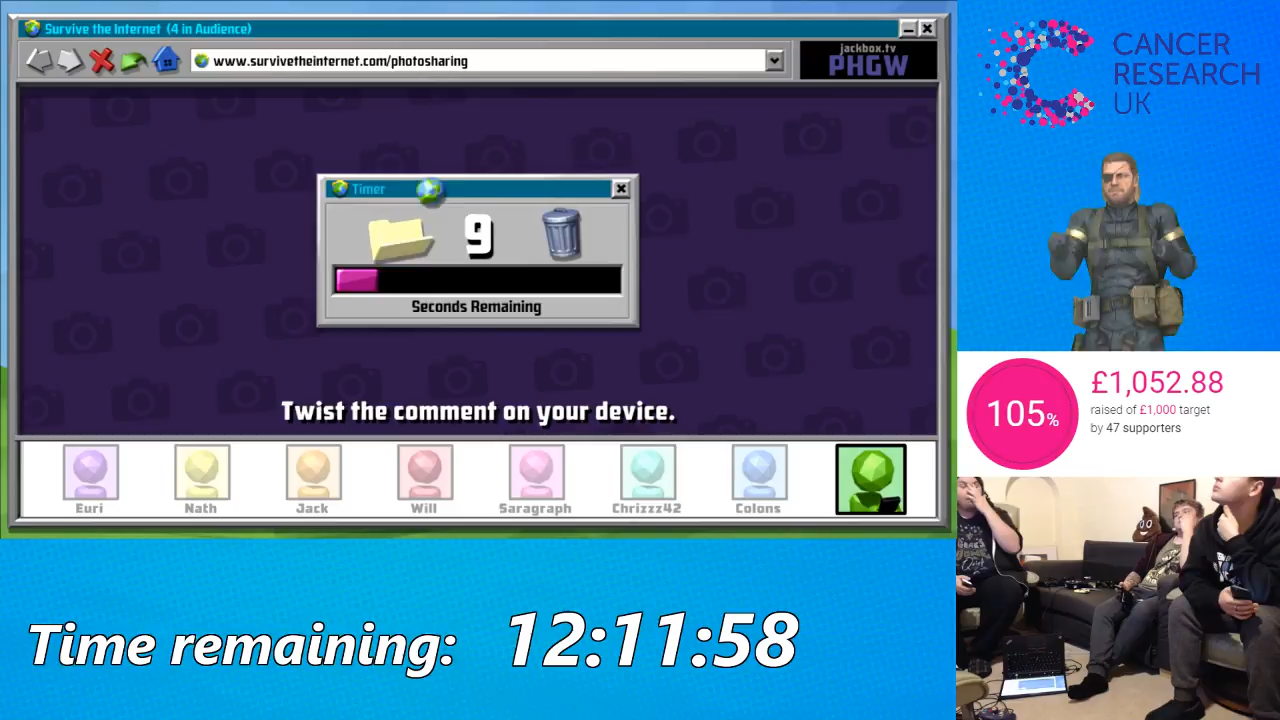 Survive the Internet (4 in Audience)
www.survivetheinternet.com/photosharing
jackbox.tv
PHGW
Timer
9
Seconds Remaining
Twist the comment on your device.
Euri
Nath
Jack
Will
Saragraph
Chrizzz42
Colons
Time remaining: 12:11:58
CANCER
RESEARCH
UK
105%
£1,052.88
raised of £1,000 target
by 47 supporters